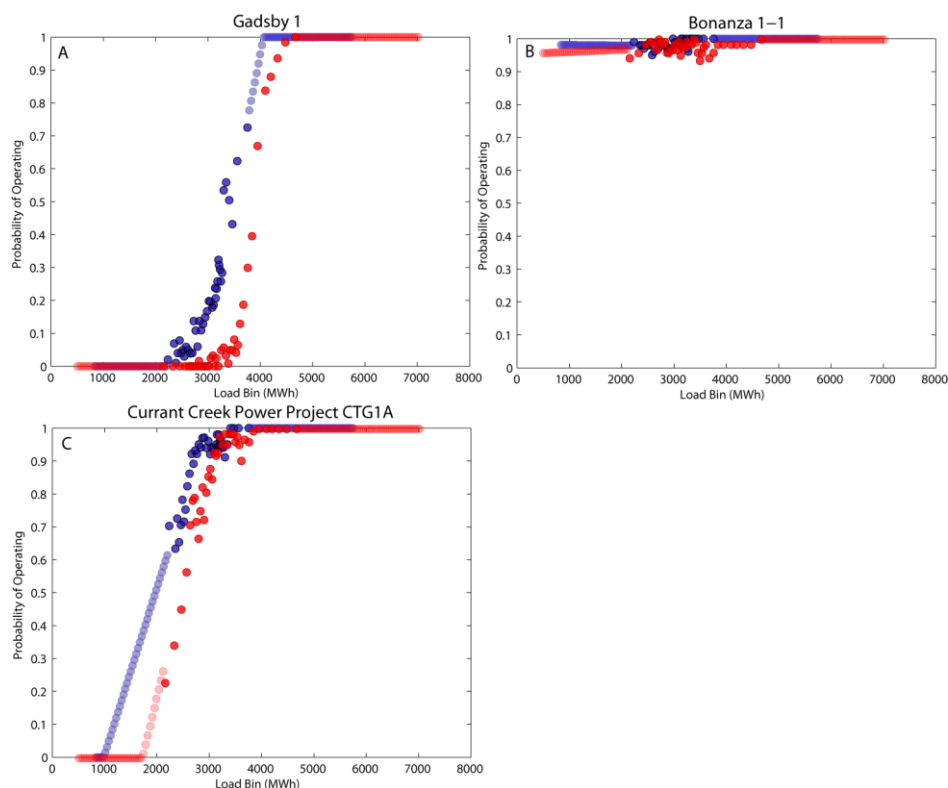 Gadsby 1
A
1
0.9
0.8
0.7
0.6
0.5
0.4
0.3
0.2
0.1
0
Probability of Operating
0 1000 2000 3000 4000 5000 6000 7000 8000
Load Bin (MWh)
Bonanza 1−1
B
1
0.9
0.8
0.7
0.6
0.5
0.4
0.3
0.2
0.1
0
Probability of Operating
0 1000 2000 3000 4000 5000 6000 7000 8000
Load Bin (MWh)
Currant Creek Power Project CTG1A
C
1
0.9
0.8
0.7
0.6
0.5
0.4
0.3
0.2
0.1
0
Probability of Operating
0 1000 2000 3000 4000 5000 6000 7000 8000
Load Bin (MWh)